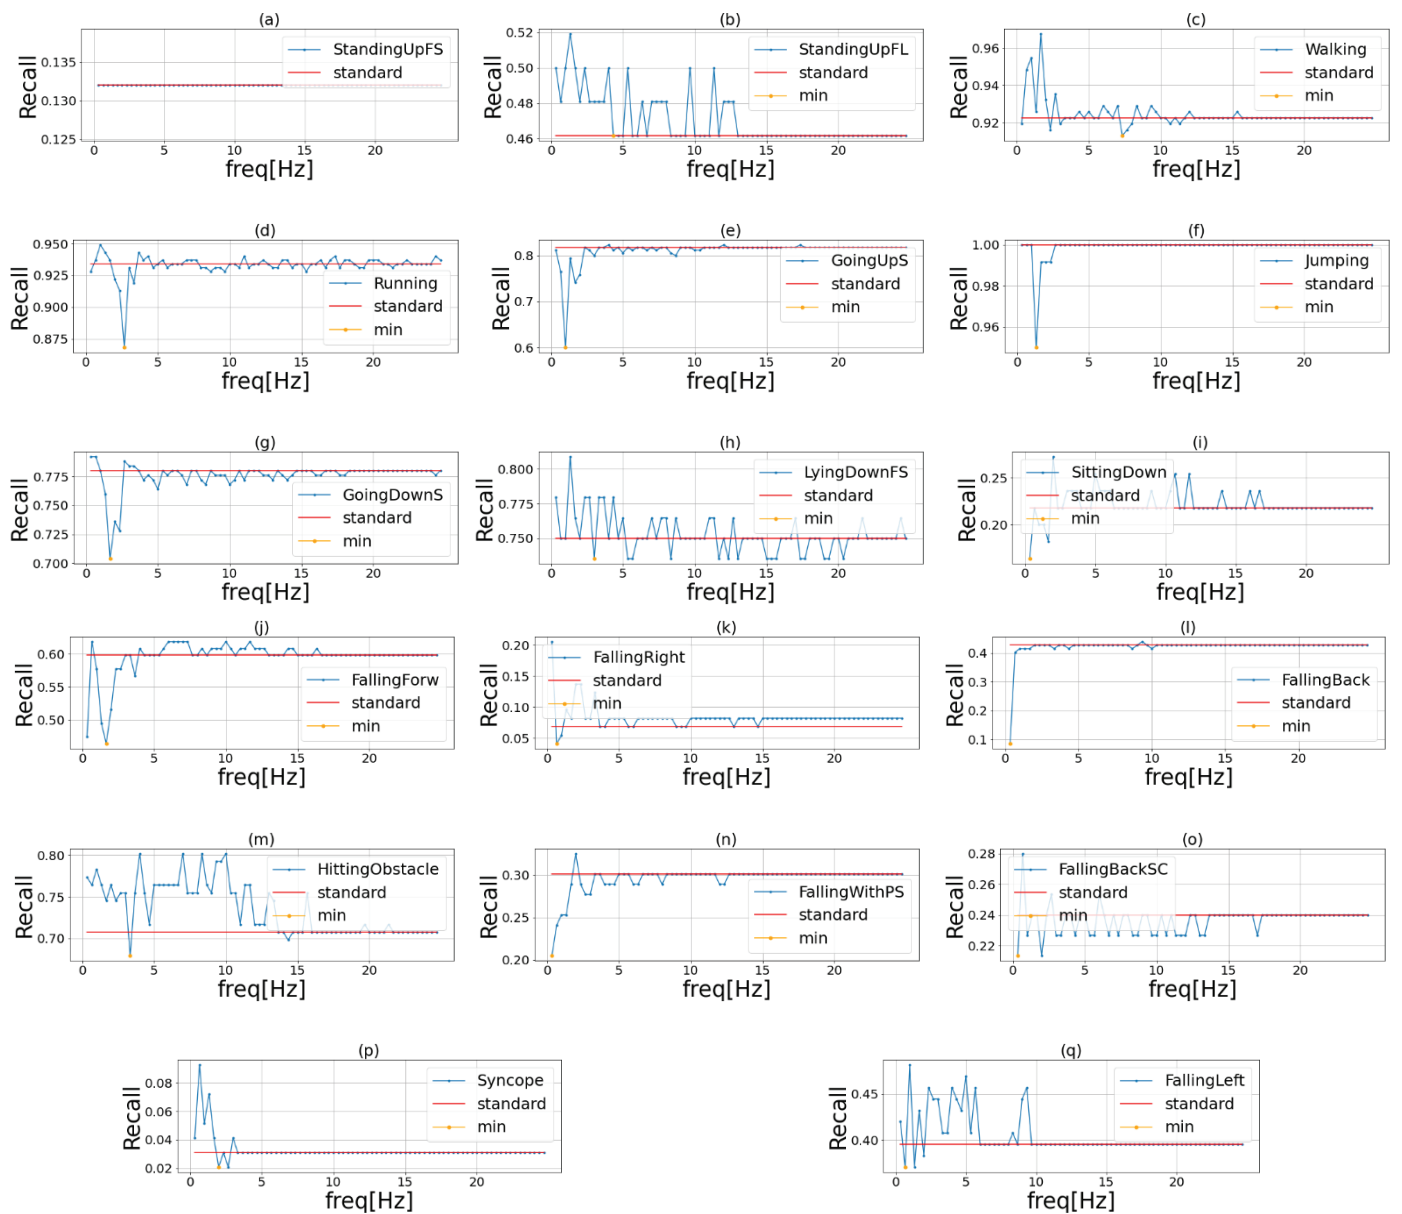 (a)
StandingUpFS
standard
0.135
0.130
0.125
Recall
0 5 10 15 20
freq[Hz]
(b)
StandingUpFL
standard
min
0.52
0.50
0.48
0.46
Recall
0 5 10 15 20
freq[Hz]
(c)
Walking
standard
min
0.96
0.94
0.92
Recall
0 5 10 15 20
freq[Hz]
(d)
Running
standard
min
0.950
0.925
0.900
0.875
Recall
0 5 10 15 20
freq[Hz]
(e)
GoingUpS
standard
min
0.8
0.7
0.6
Recall
0 5 10 15 20
freq[Hz]
(f)
Jumping
standard
min
1.00
0.98
0.96
Recall
0 5 10 15 20
freq[Hz]
(g)
GoingDownS
standard
min
0.775
0.750
0.725
0.700
Recall
0 5 10 15 20
freq[Hz]
(h)
LyingDownFS
standard
min
0.800
0.775
0.750
Recall
0 5 10 15 20
freq[Hz]
(i)
SittingDown
standard
min
0.25
0.20
Recall
0 5 10 15 20
freq[Hz]
(j)
FallingForw
standard
min
0.60
0.55
0.50
Recall
0 5 10 15 20
freq[Hz]
(k)
FallingRight
standard
min
0.20
0.15
0.10
0.05
Recall
0 5 10 15 20
freq[Hz]
(l)
FallingBack
standard
min
0.4
0.3
0.2
0.1
Recall
0 5 10 15 20
freq[Hz]
(m)
HittingObstacle
standard
min
0.80
0.75
0.70
Recall
0 5 10 15 20
freq[Hz]
(n)
FallingWithPS
standard
min
0.30
0.25
0.20
Recall
0 5 10 15 20
freq[Hz]
(o)
FallingBackSC
standard
min
0.28
0.26
0.24
0.22
Recall
0 5 10 15 20
freq[Hz]
(p)
Syncope
standard
min
0.08
0.06
0.04
0.02
Recall
0 5 10 15 20
freq[Hz]
(q)
FallingLeft
standard
min
0.45
0.40
Recall
0 5 10 15 20
freq[Hz]